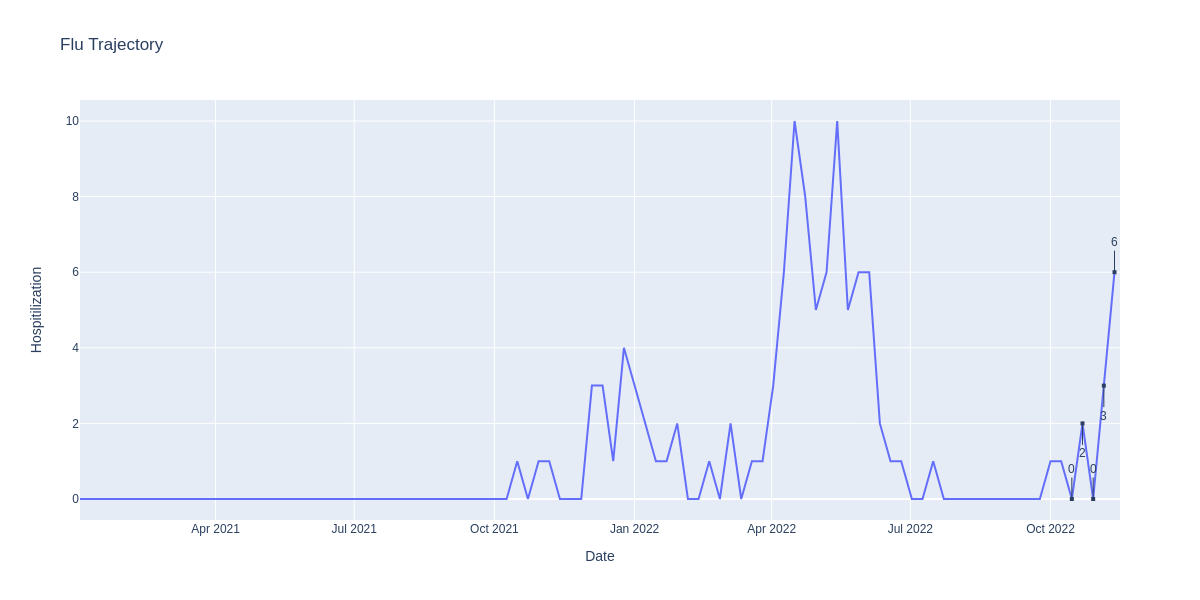 Flu Trajectory
Hospitilization
10
8
6
4
2
0
6
3
2
0
0
Apr 2021
Jul 2021
Oct 2021
Jan 2022
Apr 2022
Jul 2022
Oct 2022
Date